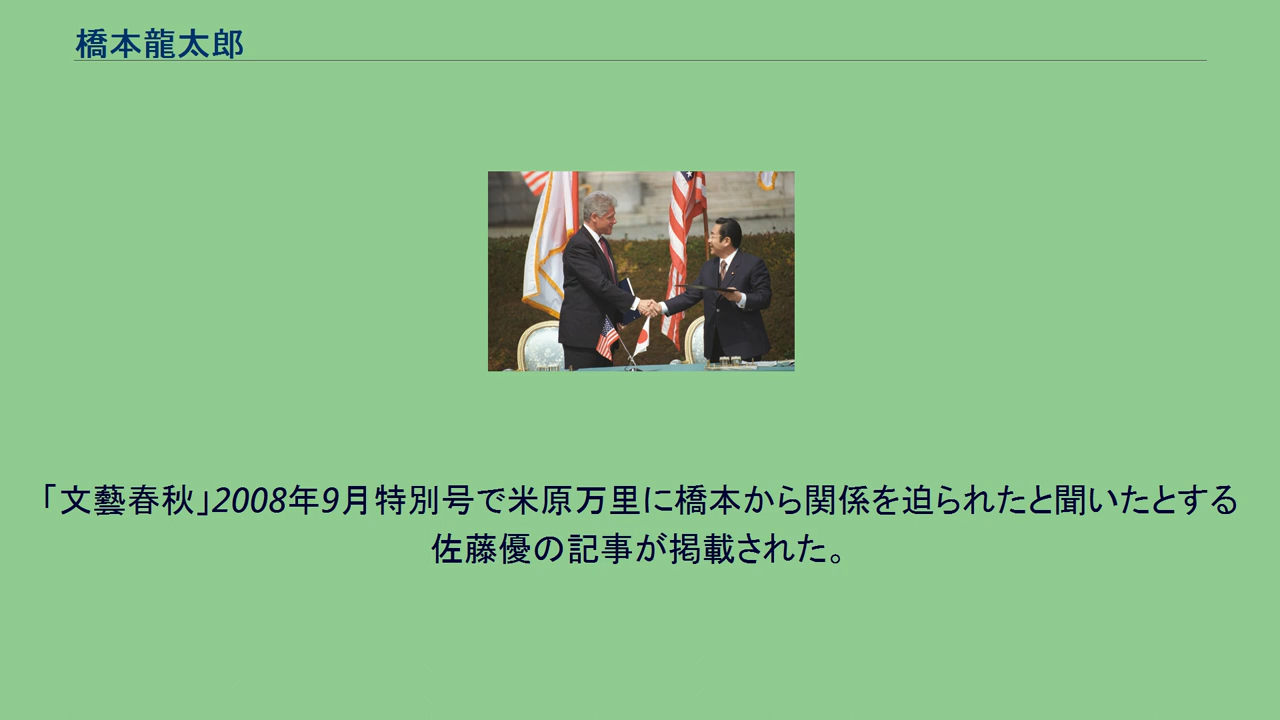 橋本龍太郎
「文藝春秋」2008年9月特別号で米原万里に橋本から関係を迫られたと聞いたとする
佐藤優の記事が掲載された。